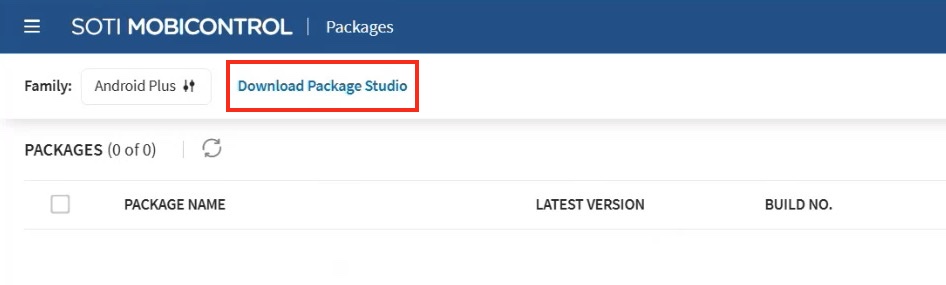 SOTI MOBICONTROL | Packages
Family: Android Plus Download Package Studio
PACKAGES (0 of 0)
PACKAGE NAME LATEST VERSION BUILD NO.